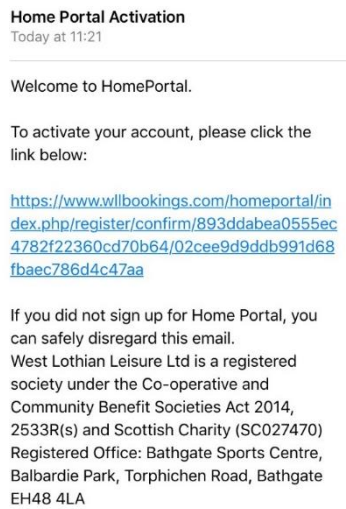 Home Portal Activation
Today at 11:21
Welcome to HomePortal.
To activate your account, please click the
link below:
https://www.wllbookings.com/homeportal/in
dex.php/register/confirm/893ddabea0555ec
4782f22360cd70b64/02cee9d9ddb991d68
fbaec786d4c47aa
If you did not sign up for Home Portal, you
can safely disregard this email.
West Lothian Leisure Ltd is a registered
society under the Co-operative and
Community Benefit Societies Act 2014,
2533R(s) and Scottish Charity (SC027470)
Registered Office: Bathgate Sports Centre,
Balbardie Park, Torphichen Road, Bathgate
EH48 4LA